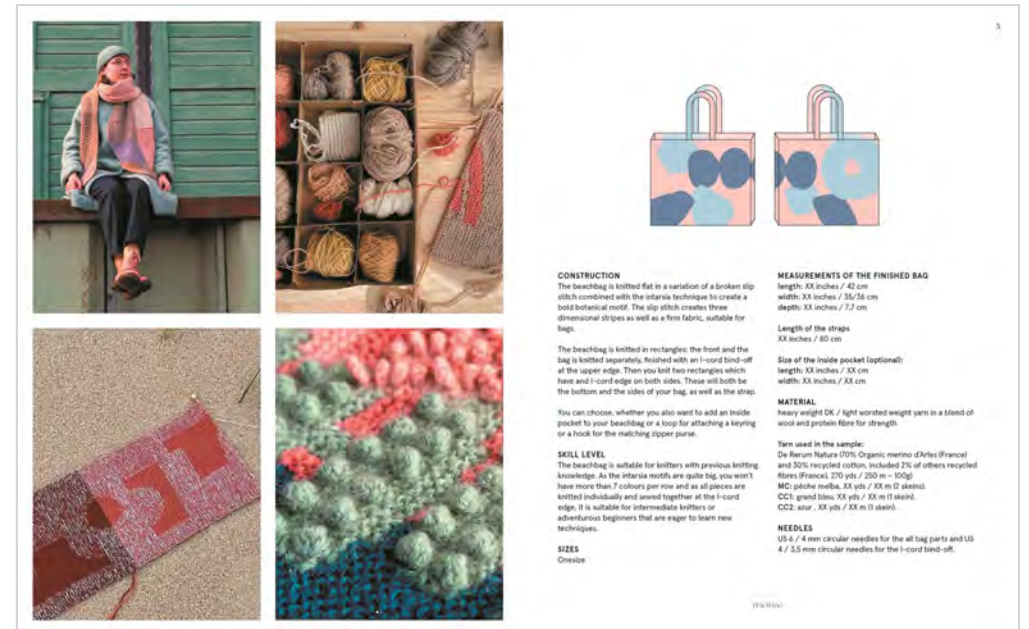 5
CONSTRUCTION
The beachbag is knitted flat in a variation of a broken slip
stitch combined with the intarsia technique to create a
bold botanical motif. The slip stitch creates three
dimensional stripes as well as a firm fabric, suitable for
bags.
The beachbag is knitted in rectangles: the front and the
bag is knitted separately, finished with an I-cord bind-off
at the upper edge. Then you knit two rectangles which
have and I-cord edge on both sides. These will both be
the bottom and the sides of your bag, as well as the strap.
You can choose, whether you also want to add an inside
pocket to your beachbag or a loop for attaching a keyring
or a hook for the matching zipper purse.
SKILL LEVEL
The beachbag is suitable for knitters with previous knitting
knowledge. As the intarsia motifs are quite big, you won't
have more than 7 colours per row and as all pieces are
knitted individually and sewed together at the I-cord
edge, it is suitable for intermediate knitters or
adventurous beginners that are eager to learn new
techniques.
SIZES
Onesize
MEASUREMENTS OF THE FINISHED BAG
length: XX inches / 42 cm
width: XX inches / 35/36 cm
depth: XX inches / 7,7 cm
Length of the straps
XX inches / 80 cm
Size of the inside pocket (optional):
length: XX inches / XX cm
width: XX inches / XX cm
MATERIAL
heavy weight DK / light worsted weight yarn in a blend of
wool and protein fibre for strength
Yarn used in the sample:
De Rerum Natura (70% Organic merino d'Arles (France)
and 30% recycled cotton, included 2% of others recycled
fibres (France), 270 yds / 250 m – 100g)
MC: pêche melba, XX yds / XX m (2 skeins).
CC1: grand bleu, XX yds / XX m (1 skein).
CC2: azur , XX yds / XX m (1 skein).
NEEDLES
US 6 / 4 mm circular needles for the all bag parts and US
4 / 3,5 mm circular needles for the I-cord bind-off.